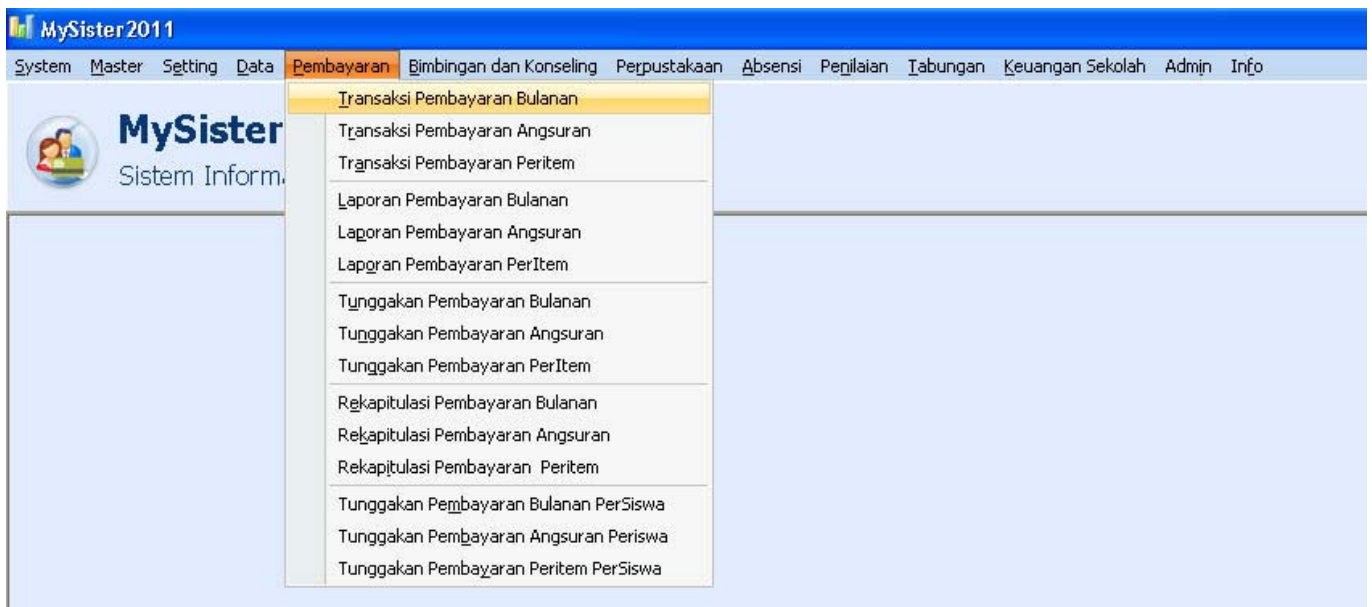 MySister2011
System Master Setting Data Pembayaran Bimbingan dan Konseling Perpustakaan Absensi Penilaian Tabungan Keuangan Sekolah Admin Info
MySister
Sistem
Transaksi Pembayaran Bulanan
Transaksi Pembayaran Angsuran
Transaksi Pembayaran Peritem
Laporan Pembayaran Bulanan
Laporan Pembayaran Angsuran
Laporan Pembayaran PerItem
Tunggakan Pembayaran Bulanan
Tunggakan Pembayaran Angsuran
Tunggakan Pembayaran PerItem
Rekapitulasi Pembayaran Bulanan
Rekapitulasi Pembayaran Angsuran
Rekapitulasi Pembayaran Peritem
Tunggakan Pembayaran Bulanan PerSiswa
Tunggakan Pembayaran Angsuran Periswa
Tunggakan Pembayaran Peritem PerSiswa